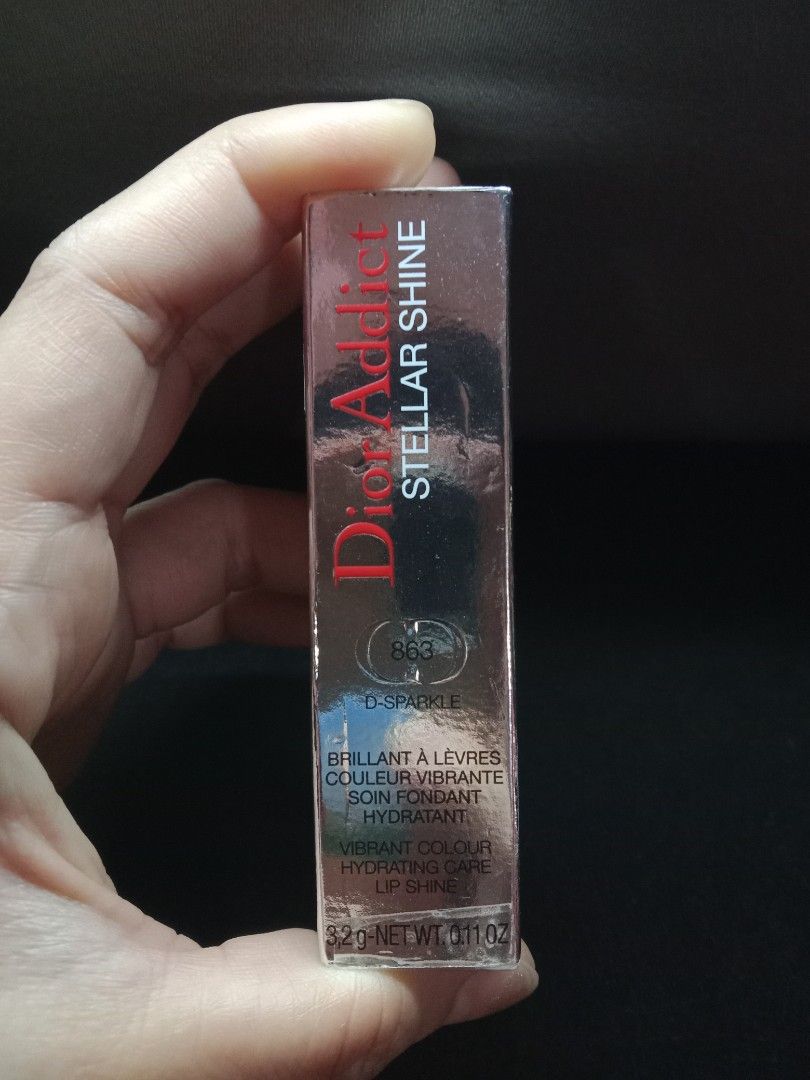 Dior Addict
STELLAR SHINE
863
D-SPARKLE
BRILLANT À LÈVRES
COULEUR VIBRANTE
SOIN FONDANT
HYDRATANT
VIBRANT COLOUR
HYDRATING CARE
LIP SHINE
3,2 g-NET WT. 0.11 OZ